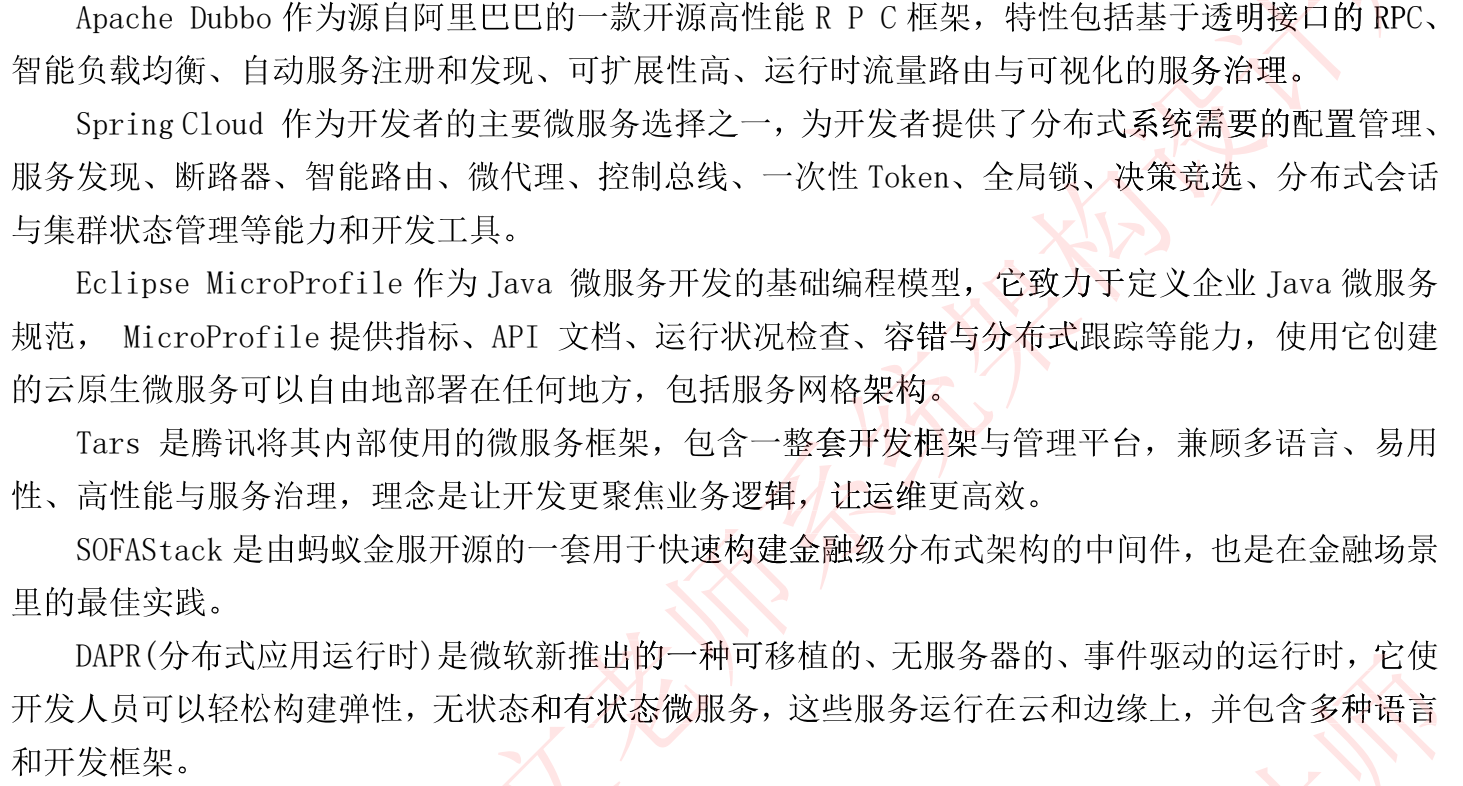 Apache Dubbo 作为源自阿里巴巴的一款开源高性能 R P C 框架，特性包括基于透明接口的 RPC、
智能负载均衡、自动服务注册和发现、可扩展性高、运行时流量路由与可视化的服务治理。
Spring Cloud 作为开发者的主要微服务选择之一，为开发者提供了分布式系统需要的配置管理、
服务发现、断路器、智能路由、微代理、控制总线、一次性 Token、全局锁、决策竞选、分布式会话
与集群状态管理等能力和开发工具。
Eclipse MicroProfile 作为 Java 微服务开发的基础编程模型，它致力于定义企业 Java 微服务
规范， MicroProfile 提供指标、API 文档、运行状况检查、容错与分布式跟踪等能力，使用它创建
的云原生微服务可以自由地部署在任何地方，包括服务网格架构。
Tars 是腾讯将其内部使用的微服务框架，包含一整套开发框架与管理平台，兼顾多语言、易用
性、高性能与服务治理，理念是让开发更聚焦业务逻辑，让运维更高效。
SOFAStack 是由蚂蚁金服开源的一套用于快速构建金融级分布式架构的中间件，也是在金融场景
里的最佳实践。
DAPR(分布式应用运行时)是微软新推出的一种可移植的、无服务器的、事件驱动的运行时，它使
开发人员可以轻松构建弹性，无状态和有状态微服务，这些服务运行在云和边缘上，并包含多种语言
和开发框架。
文老师系统架构设计师
师